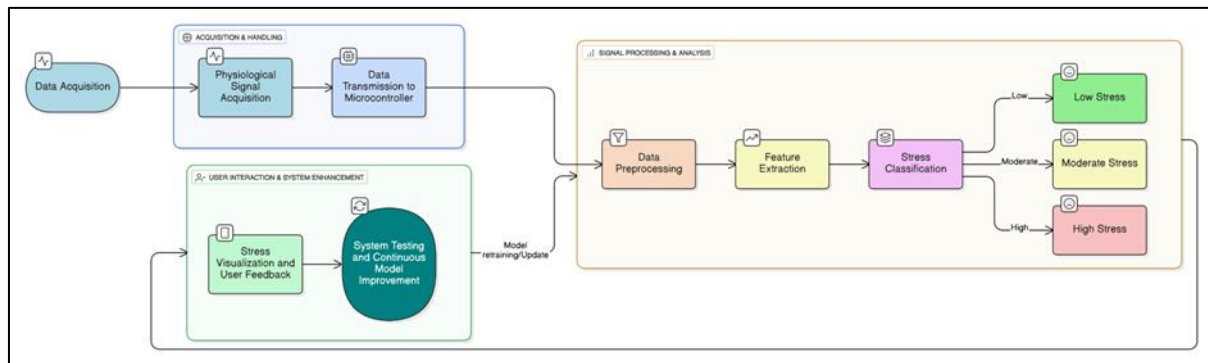 ACQUISITION & HANDLING
Data Acquisition
Physiological
Signal
Acquisition
Data
Transmission to
Microcontroller
SIGNAL PROCESSING & ANALYSIS
Data
Preprocessing
Feature
Extraction
Stress
Classification
Low
Low Stress
Moderate
Moderate Stress
High
High Stress
USER INTERACTION & SYSTEM ENHANCEMENT
Stress
Visualization and
User Feedback
System Testing
and Continuous
Model
Improvement
Model
retraining/Update